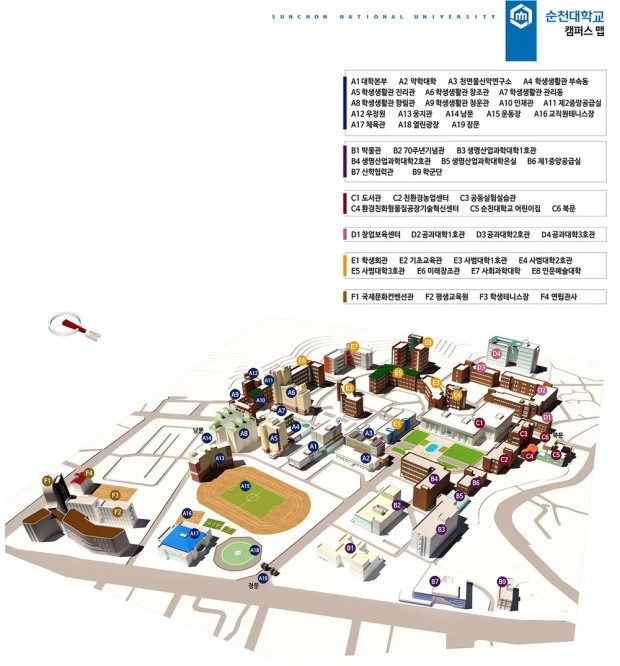 SUNCHON NATIONAL UNIVERSITY
순천대학교
캠퍼스 맵
A1 대학본부 A2 약학대학 A3 천연물신약연구소 A4 학생생활관 부속동
A5 학생생활관 진리관 A6 학생생활관 창조관 A7 학생생활관 관리동
A8 학생생활관 향림관 A9 학생생활관 청운관 A10 인재관 A11 제2중앙공급실
A12 우정원 A13 웅지관 A14 남문 A15 운동장 A16 교직원테니스장
A17 체육관 A18 열린광장 A19 정문
B1 박물관 B2 70주년기념관 B3 생명산업과학대학1호관
B4 생명산업과학대학2호관 B5 생명산업과학대학온실 B6 제1중앙공급실
B7 산학협력관 B9 학군단
C1 도서관 C2 친환경농업센터 C3 공동실험실습관
C4 환경친화형물질공장기술혁신센터 C5 순천대학교 어린이집 C6 북문
D1 창업보육센터 D2 공과대학1호관 D3 공과대학2호관 D4 공과대학3호관
E1 학생회관 E2 기초교육관 E3 사범대학1호관 E4 사범대학2호관
E5 사범대학3호관 E6 미래창조관 E7 사회과학대학 E8 인문예술대학
F1 국제문화컨벤션관 F2 평생교육원 F3 학생테니스장 F4 연립관사
E8
E7
D4
E6
D3
A12
A11
E5
A9
A10
A6
E3
E4
D2
A7
D1
남문
A14
A8
A5
A4
A1
A3
E1
C1
C3
C6
북문
A13
A2
C2
C4
C5
F1
F4
F3
F2
A15
B4
B6
B5
A16
B2
A17
B3
A18
B1
A19
정문
B7
B9